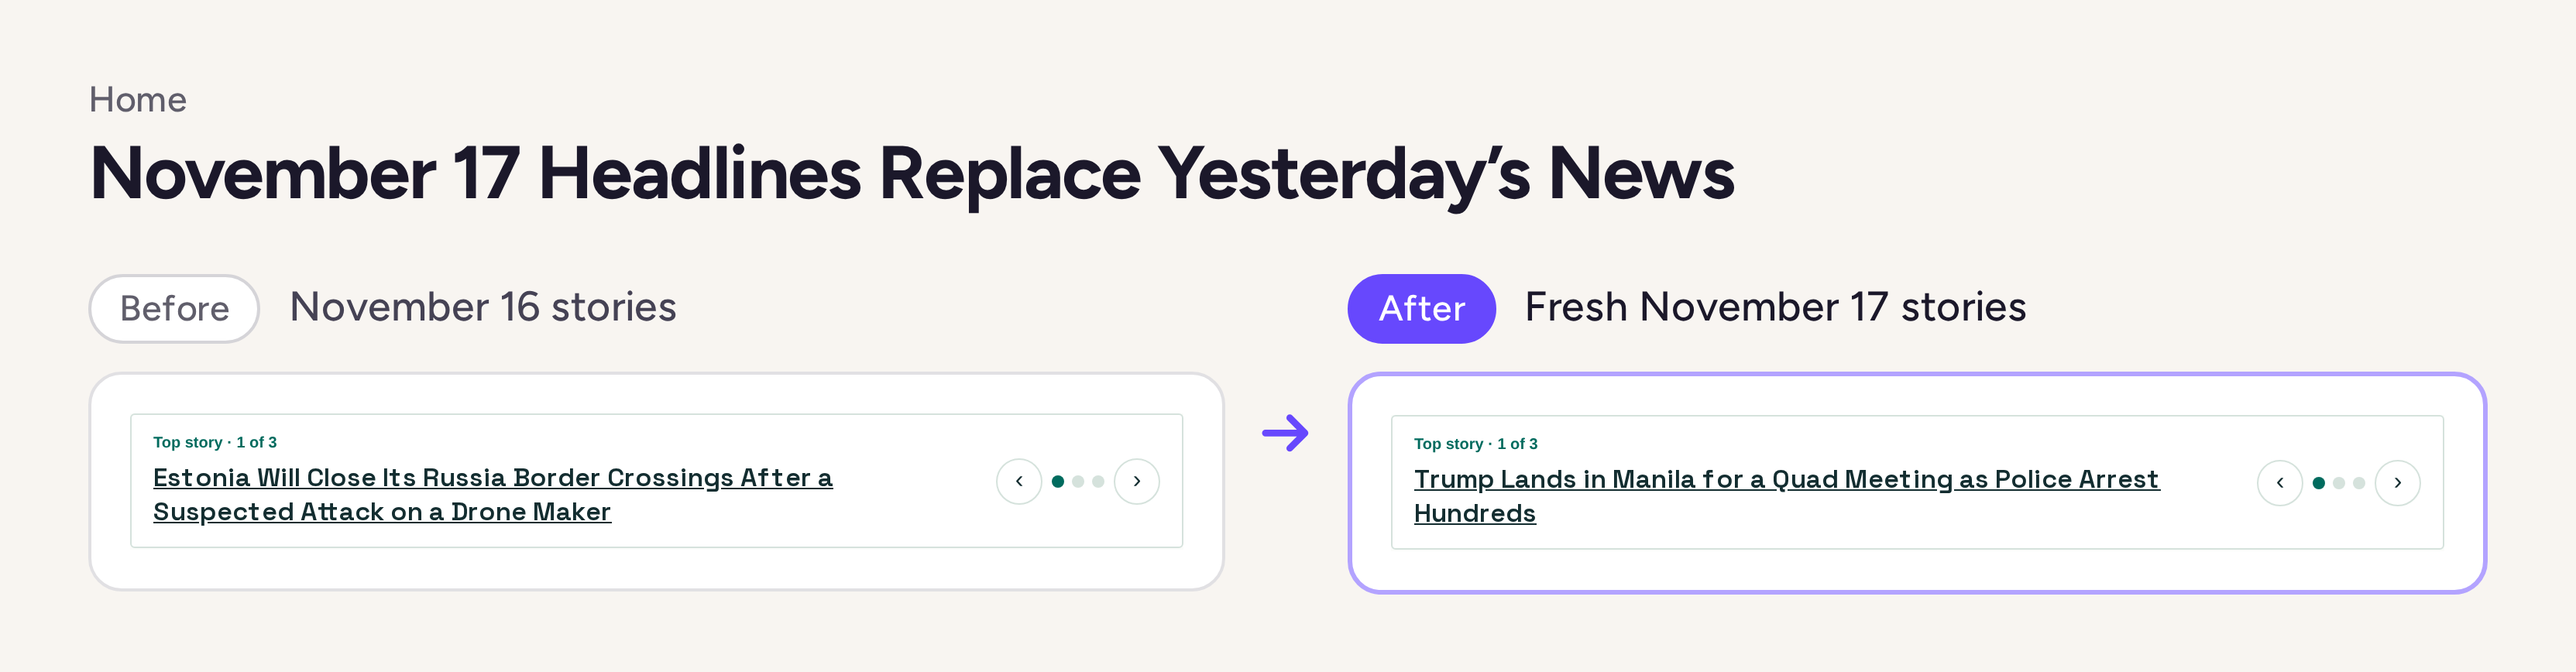 Home
November 17 Headlines Replace Yesterday’s News
Before
November 16 stories
After
Fresh November 17 stories
Top story · 1 of 3
Estonia Will Close Its Russia Border Crossings After a
Suspected Attack on a Drone Maker
Top story · 1 of 3
Trump Lands in Manila for a Quad Meeting as Police Arrest
Hundreds